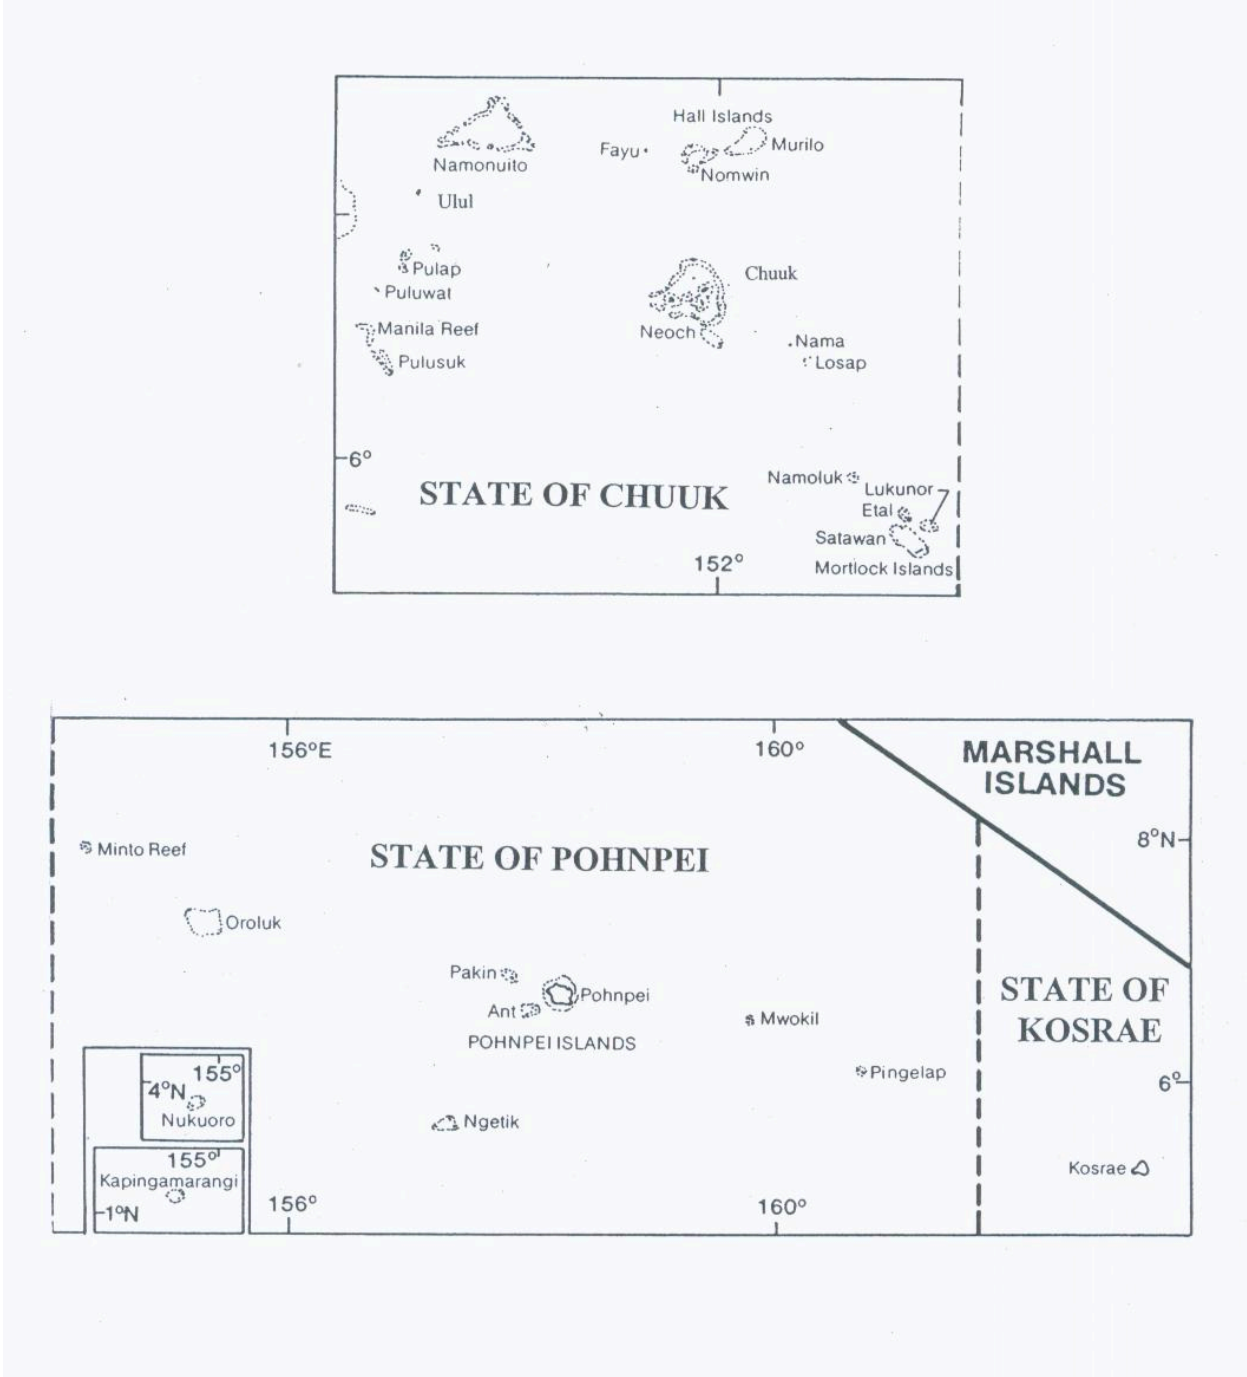 Hall Islands
Fayu
Murilo
Namonuito
Nomwin
Ulul
Pulap
Chuuk
Puluwat
Manila Reef
Neoch
Nama
Pulusuk
Losap
6°
Namoluk
STATE OF CHUUK
Lukunor
Etal
Satawan
152°
Mortlock Islands
156°E
160°
MARSHALL
ISLANDS
8°N
Minto Reef
STATE OF POHNPEI
Oroluk
Pakin
Pohnpei
STATE OF
KOSRAE
Ant
Mwokil
POHNPEI ISLANDS
155°
Pingelap
6°
4°N
Nukuoro
Ngetik
155°
Kapingamarangi
Kosrae
1°N
156°
160°